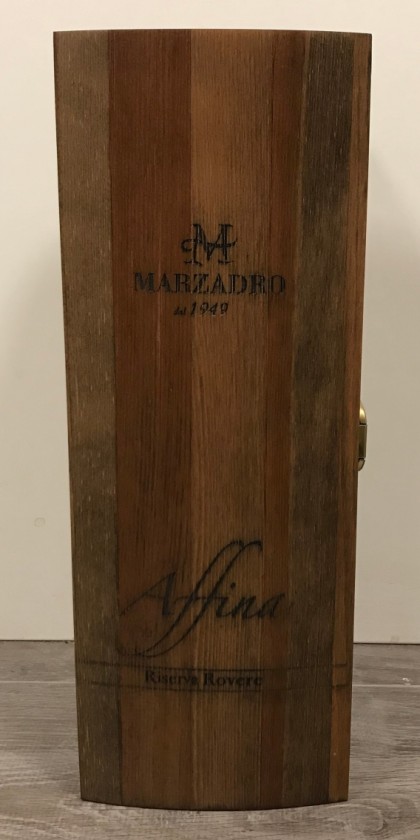 M
MARZADRO
dal 1949
Affina
Riserva Rovere